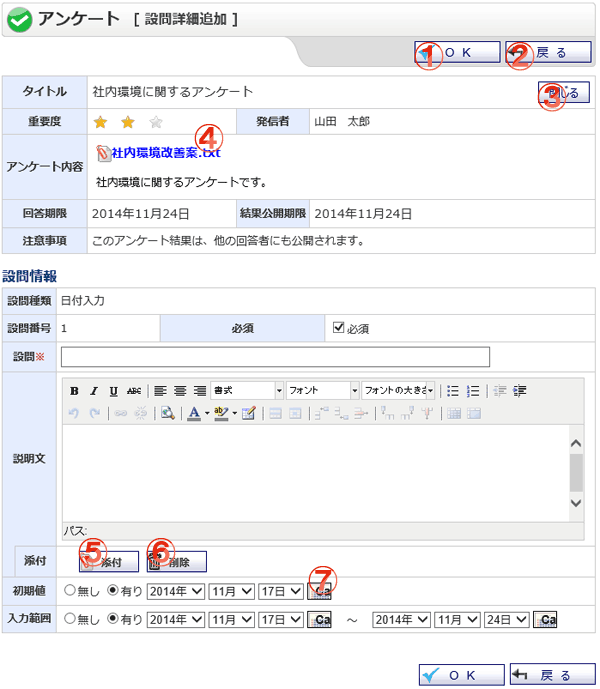 アンケート [ 設問詳細追加 ]
① OK ② 戻る
タイトル 社内環境に関するアンケート ③ 閉じる
重要度 発信者 山田 太郎
④
アンケート内容 社内環境改善案.txt
社内環境に関するアンケートです。
回答期限 2014年11月24日 結果公開期限 2014年11月24日
注意事項 このアンケート結果は、他の回答者にも公開されます。
設問情報
設問種類 日付入力
設問番号 1 必須 必須
設問※
B I U ABC 書式 フォント フォントの大きさ
A ab
説明文
パス:
添付 ⑤ 添付 ⑥ 削除
初期値 無し 有り 2014年 11月 17日 ⑦ Ca
入力範囲 無し 有り 2014年 11月 17日 Ca ～ 2014年 11月 24日 Ca
OK 戻る